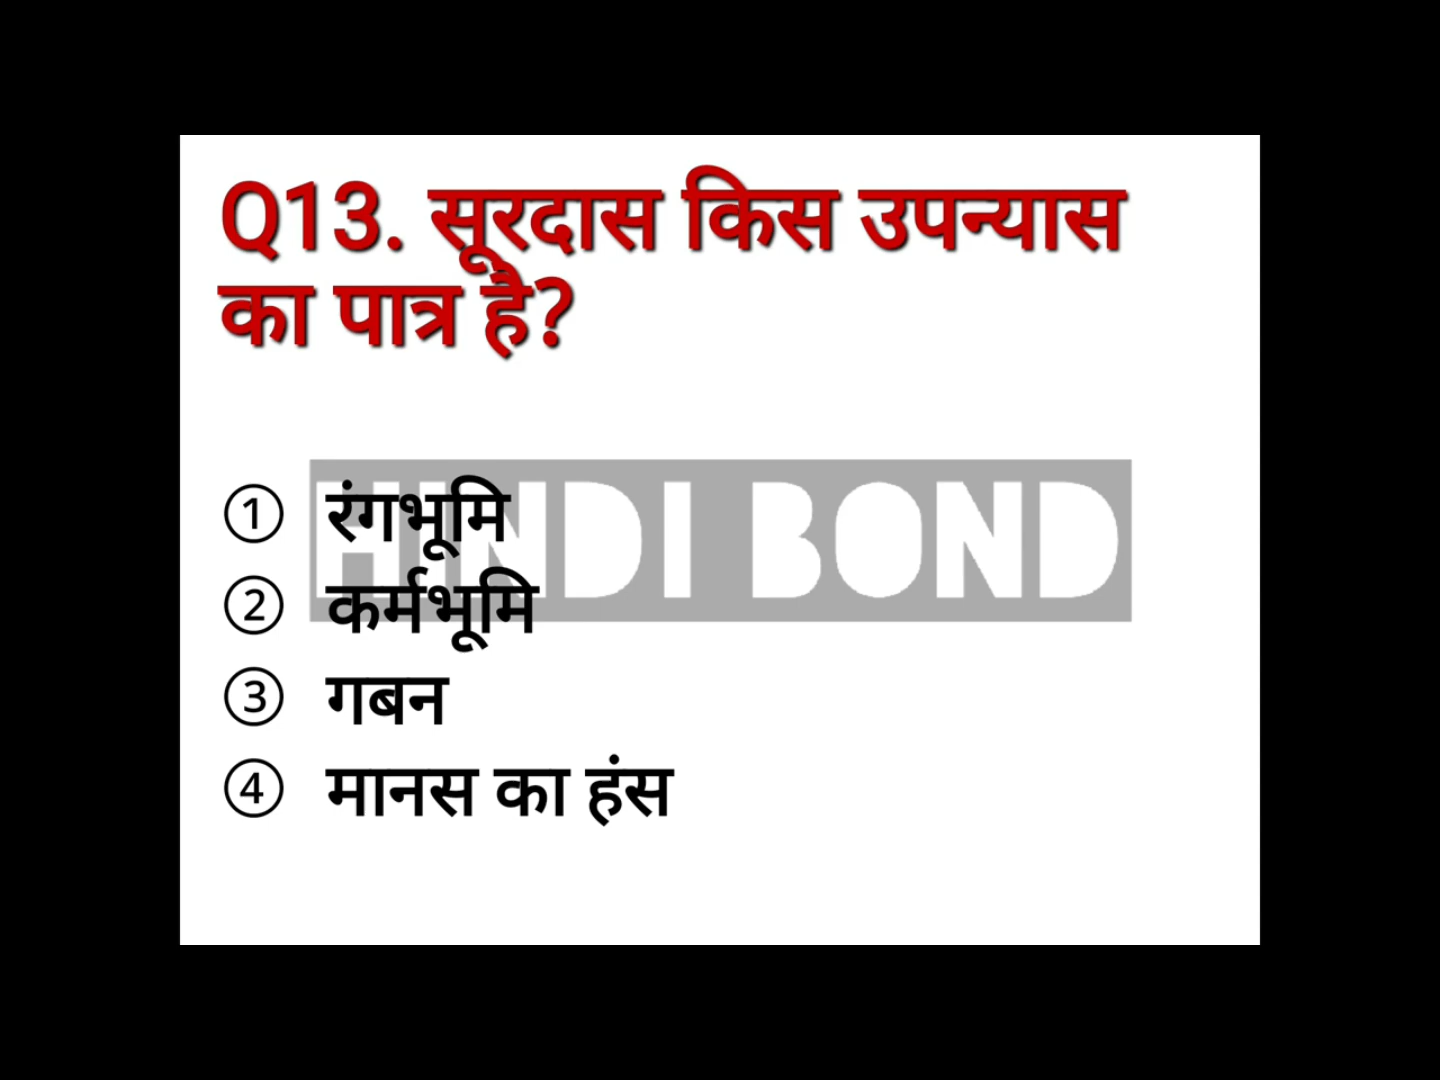 Q13. सूरदास किस उपन्यास
का पात्र है?
HINDI BOND
① रंगभूमि
② कर्मभूमि
③ गबन
④ मानस का हंस